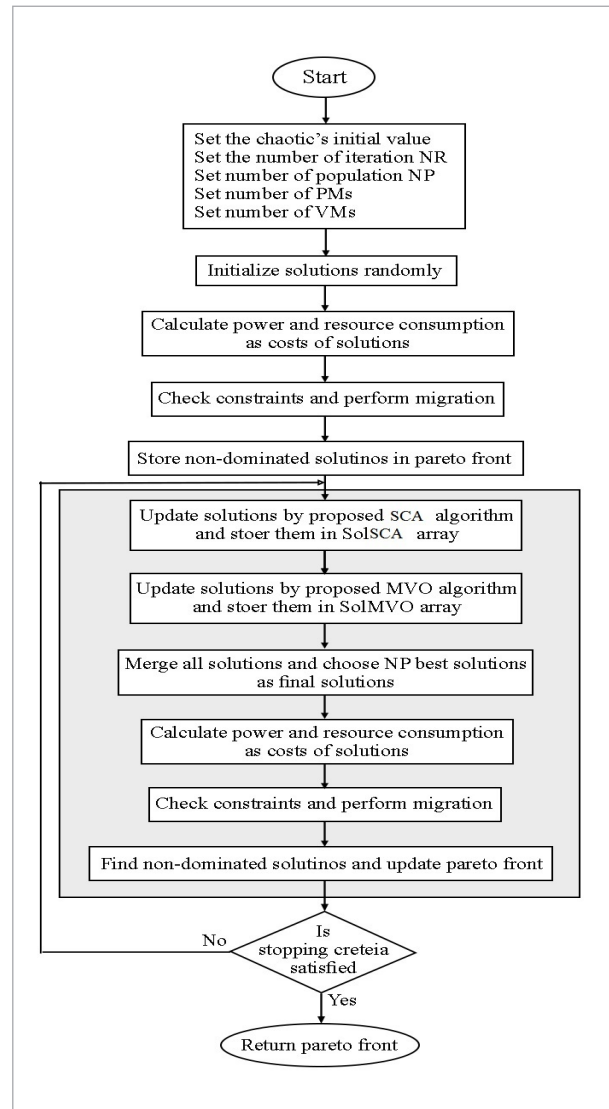 Start
Set the chaotic's initial value
Set the number of iteration NR
Set number of population NP
Set number of PMs
Set number of VMs
Initialize solutions randomly
Calculate power and resource consumption
as costs of solutions
Check constraints and perform migration
Store non-dominated solutinos in pareto front
Update solutions by proposed SCA algorithm
and stoer them in SolSCA array
Update solutions by proposed MVO algorithm
and stoer them in SolMVO array
Merge all solutions and choose NP best solutions
as final solutions
Calculate power and resource consumption
as costs of solutions
Check constraints and perform migration
Find non-dominated solutinos and update pareto front
Is
stopping creteia
satisfied
No
Yes
Return pareto front